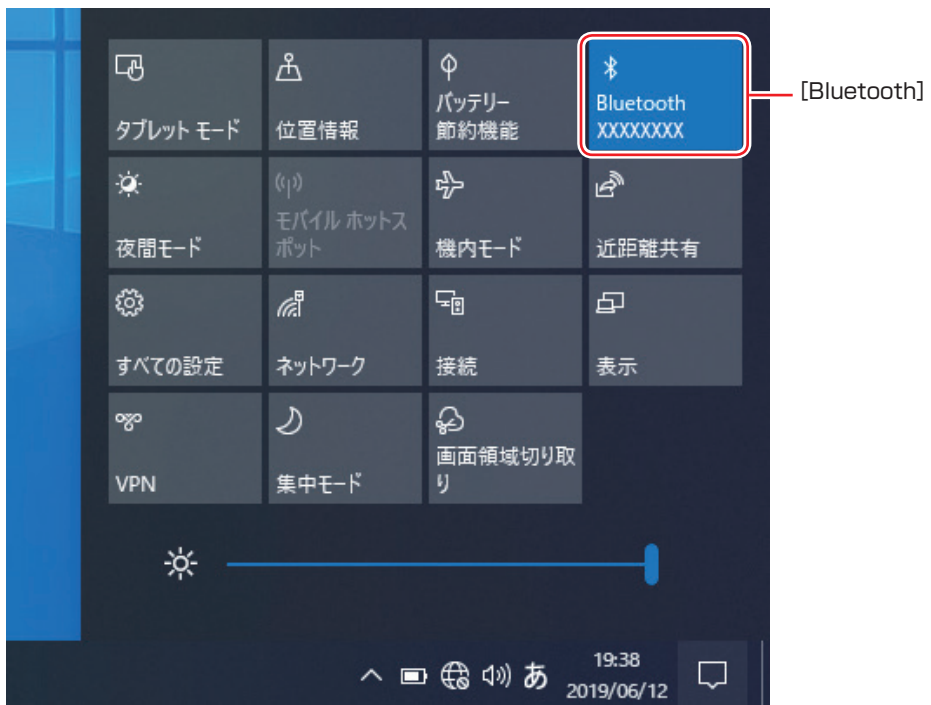 タブレット モード
位置情報
バッテリー
節約機能
Bluetooth
XXXXXXXX
[Bluetooth]
夜間モード
モバイル ホットス
ポット
機内モード
近距離共有
すべての設定
ネットワーク
接続
表示
VPN
集中モード
画面領域切り取
り
あ
19:38
2019/06/12